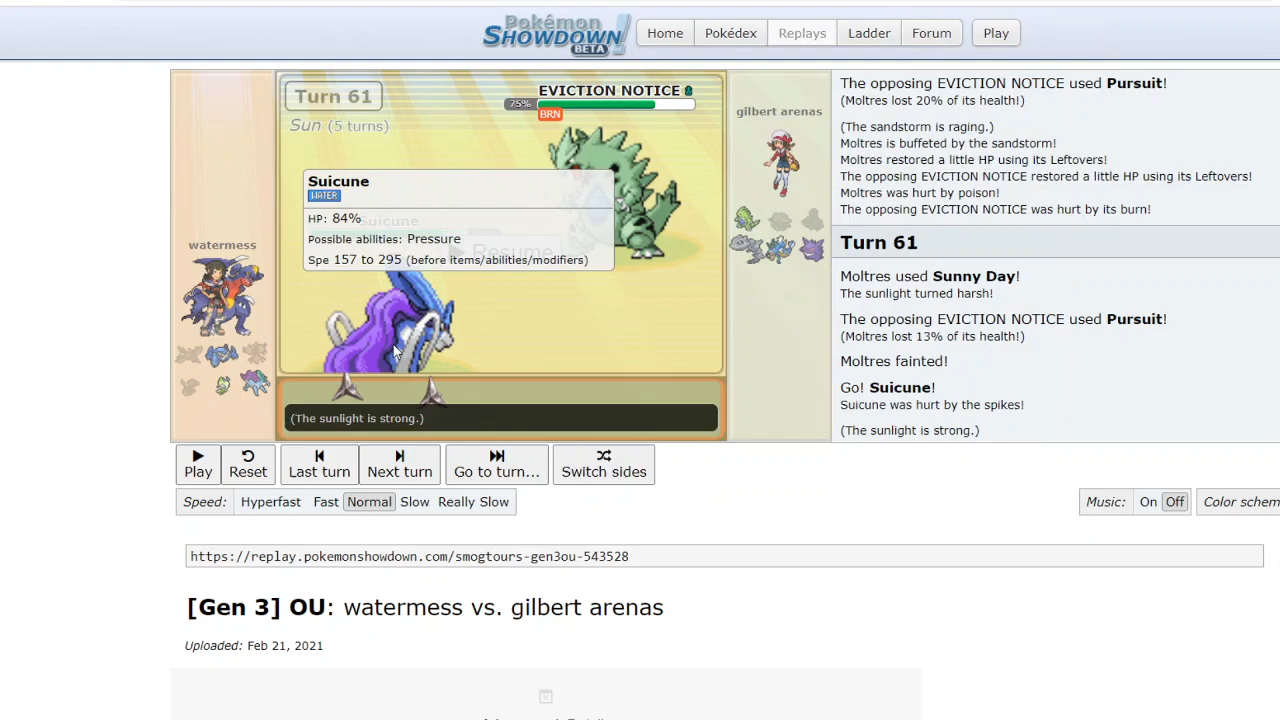 Pokémon
SHOWDOWN!
BETA
Home
Pokédex
Replays
Ladder
Forum
Play
Turn 61
Sun (5 turns)
EVICTION NOTICE
75%
BRN
Suicune
WATER
HP: 84%
Suicune
Possible abilities: Pressure
Resume
Spe 157 to 295 (before items/abilities/modifiers)
(The sunlight is strong.)
watermess
gilbert arenas
The opposing EVICTION NOTICE used Pursuit!
(Moltres lost 20% of its health!)
(The sandstorm is raging.)
Moltres is buffeted by the sandstorm!
Moltres restored a little HP using its Leftovers!
The opposing EVICTION NOTICE restored a little HP using its Leftovers!
Moltres was hurt by poison!
The opposing EVICTION NOTICE was hurt by its burn!
Turn 61
Moltres used Sunny Day!
The sunlight turned harsh!
The opposing EVICTION NOTICE used Pursuit!
(Moltres lost 13% of its health!)
Moltres fainted!
Go! Suicune!
Suicune was hurt by the spikes!
(The sunlight is strong.)
Play
Reset
Last turn
Next turn
Go to turn...
Switch sides
Speed: Hyperfast Fast Normal Slow Really Slow
Music: On Off
Color schem
https://replay.pokemonshowdown.com/smogtours-gen3ou-543528
[Gen 3] OU: watermess vs. gilbert arenas
Uploaded: Feb 21, 2021